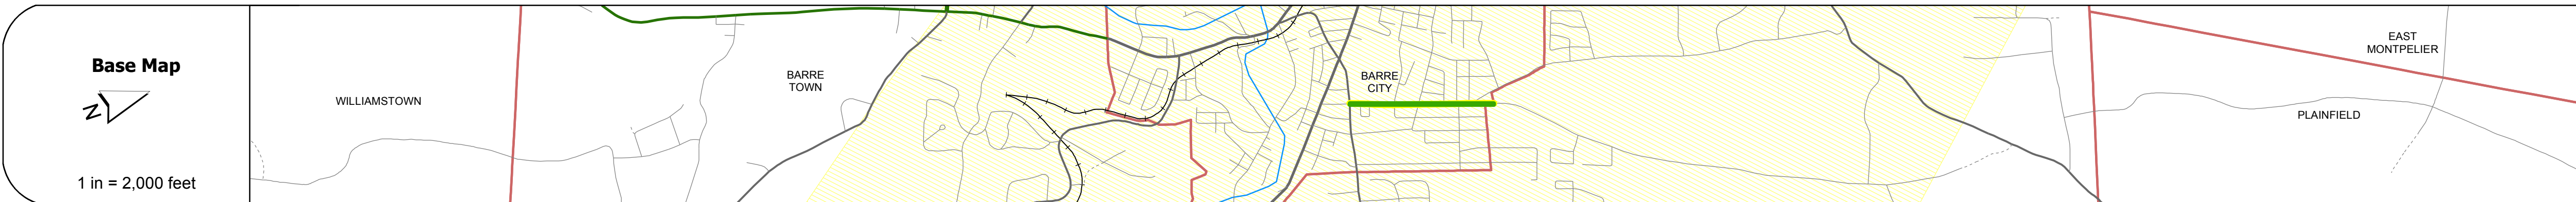 Base Map
N
1 in = 2,000 feet
WILLIAMSTOWN
BARRE
TOWN
BARRE
CITY
EAST
MONTPELIER
PLAINFIELD